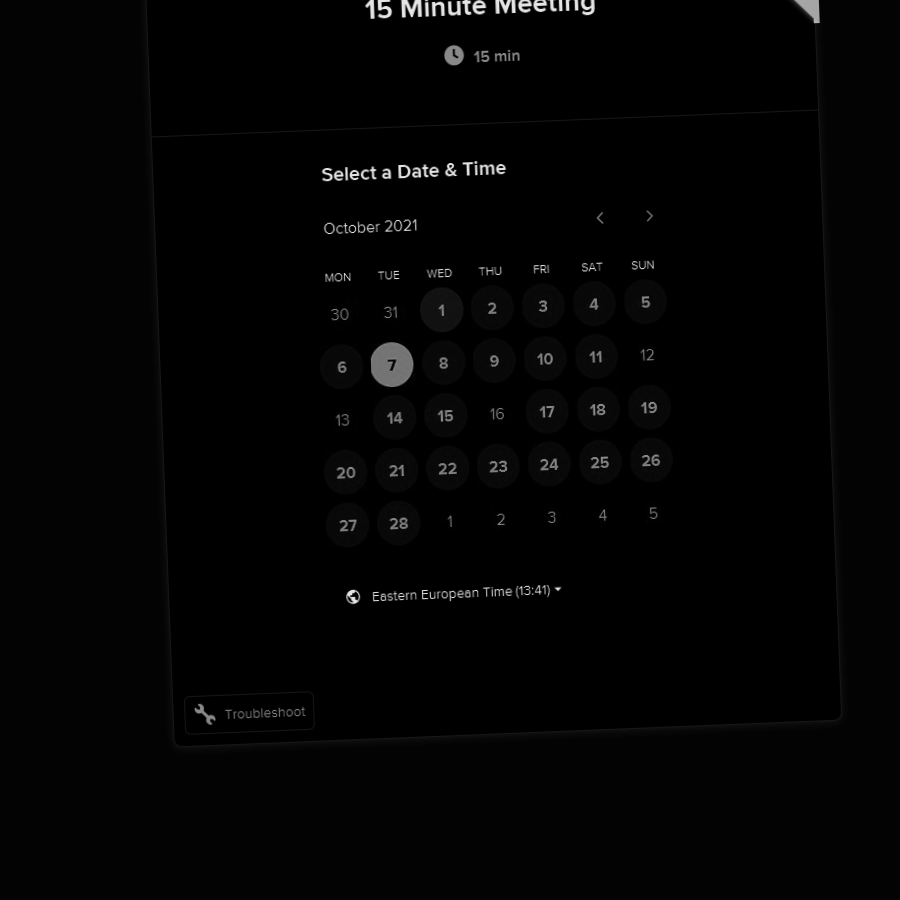 15 Minute Meeting
15 min
Select a Date & Time
October 2021
MON TUE WED THU FRI SAT SUN
30 31 1 2 3 4 5
6 7 8 9 10 11 12
13 14 15 16 17 18 19
20 21 22 23 24 25 26
27 28 1 2 3 4 5
Eastern European Time (13:41)
Troubleshoot